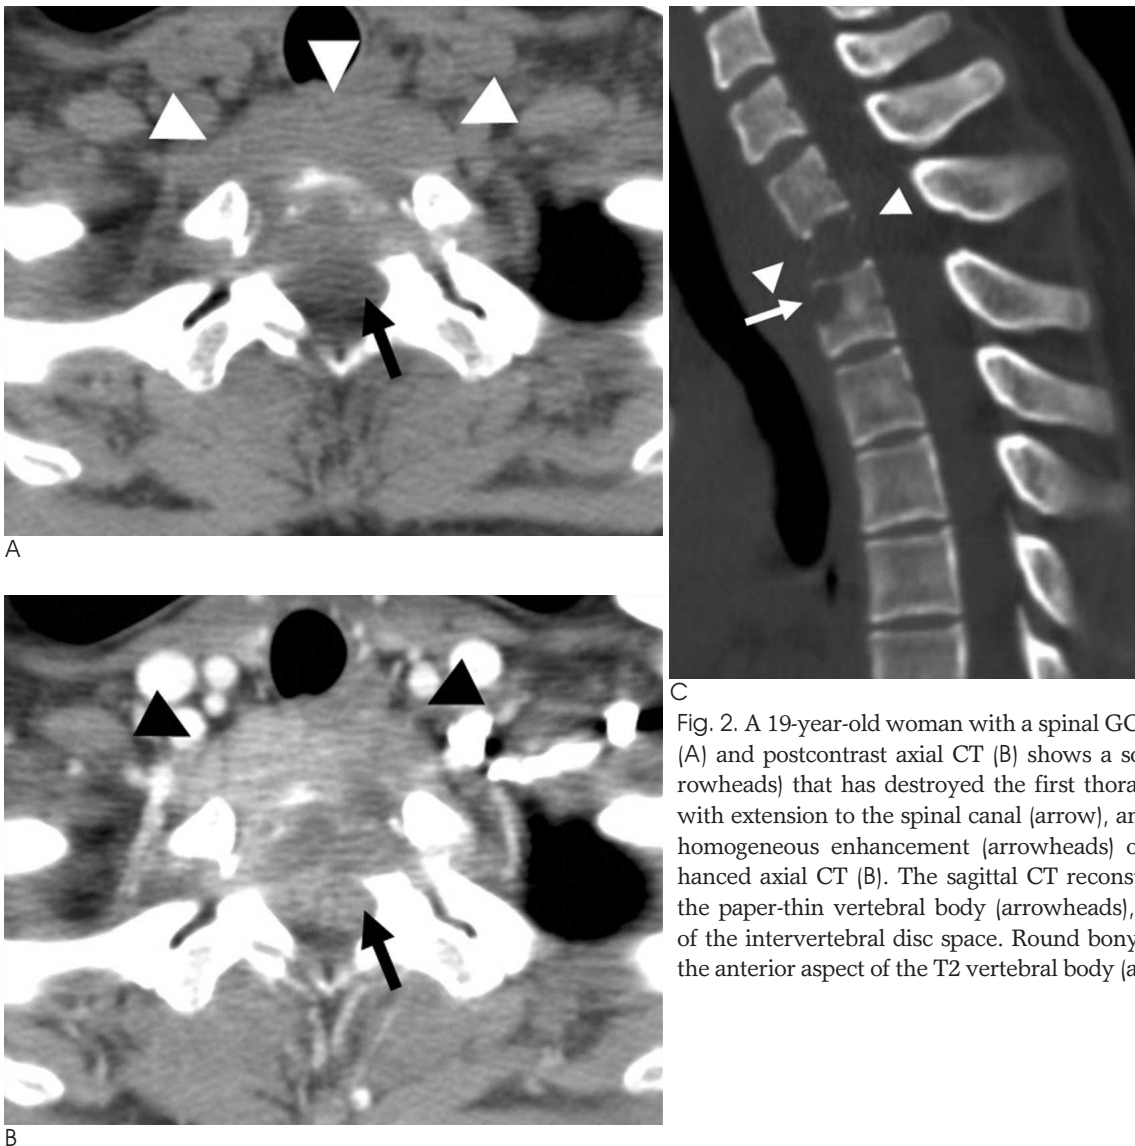 A
B
C
Fig. 2. A 19-year-old woman with a spinal GC
(A) and postcontrast axial CT (B) shows a
rowheads) that has destroyed the first thora
with extension to the spinal canal (arrow), an
homogeneous enhancement (arrowheads) o
hanced axial CT (B). The sagittal CT recons
the paper-thin vertebral body (arrowheads),
of the intervertebral disc space. Round bony
the anterior aspect of the T2 vertebral body (a